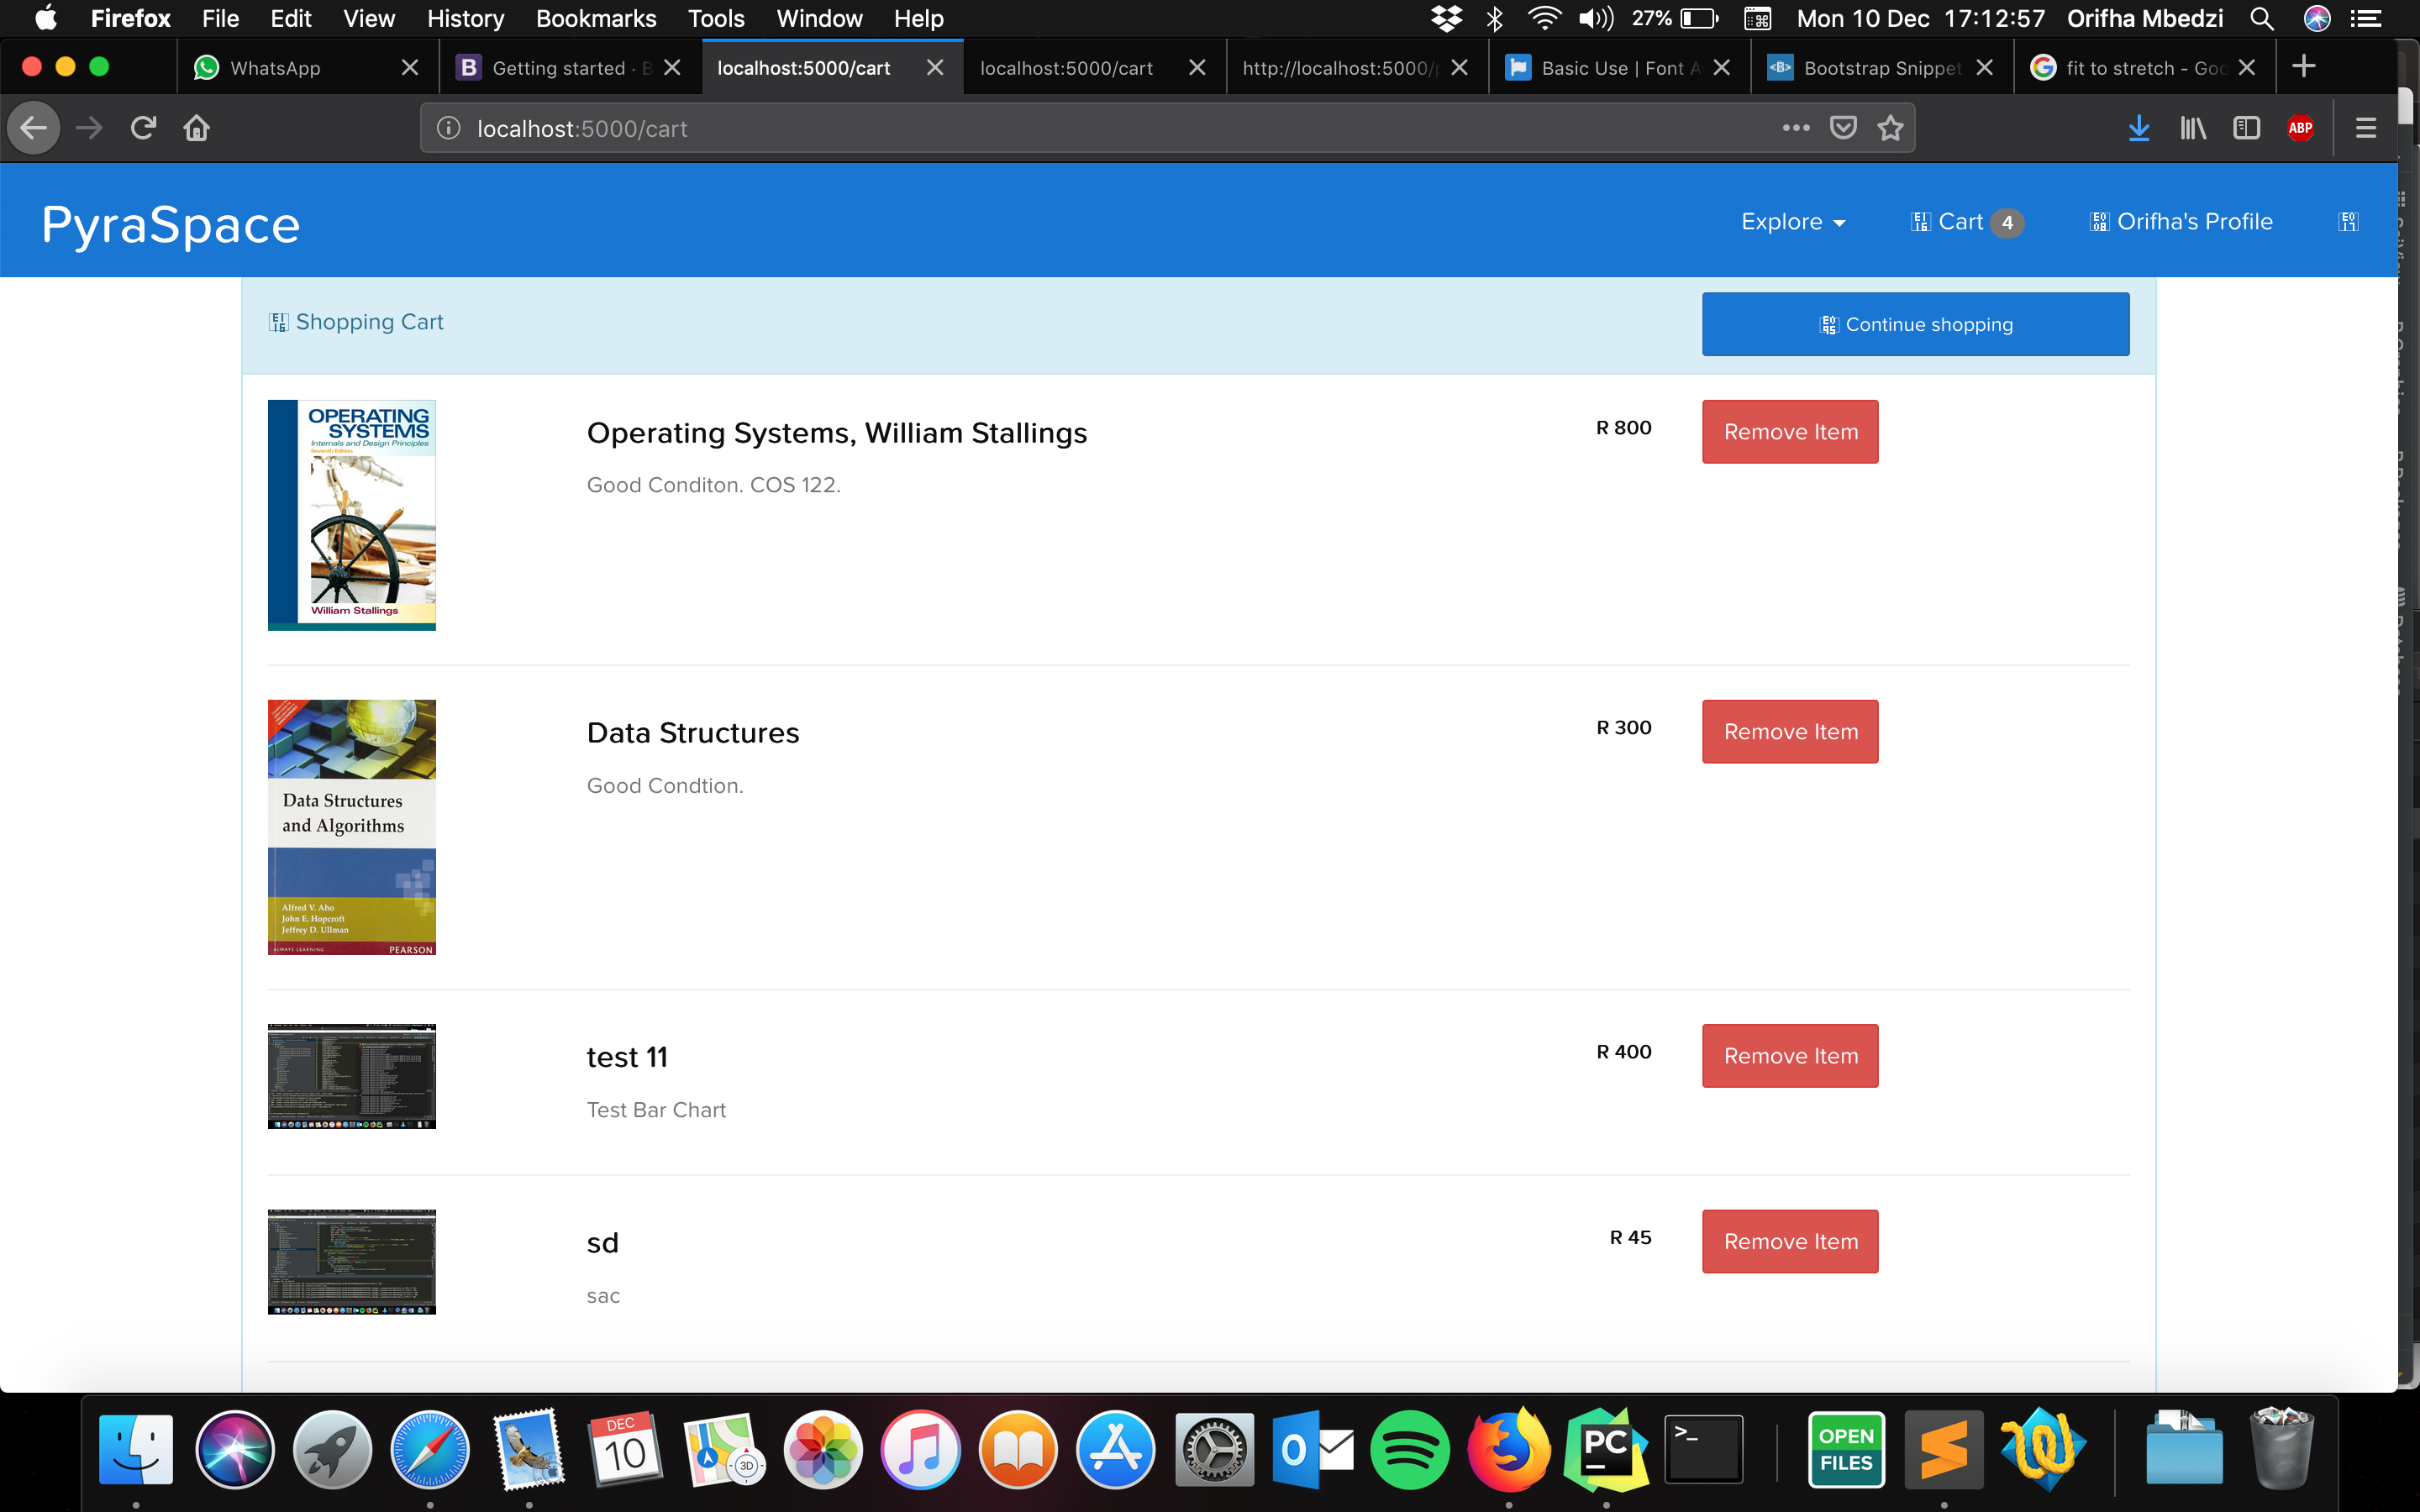 Firefox File Edit View History Bookmarks Tools Window Help 27% Mon 10 Dec 17:12:57 Orifha Mbedzi
WhatsApp B Getting started · B localhost:5000/cart localhost:5000/cart http://localhost:5000/p Basic Use | Font A Bootstrap Snippet fit to stretch - Goo
localhost:5000/cart ABP
PyraSpace Explore Cart 4 Orifha's Profile
Shopping Cart Continue shopping
OPERATING
SYSTEMS
Internals and Design Principles
Seventh Edition
William Stallings
Operating Systems, William Stallings R 800 Remove Item
Good Conditon. COS 122.
Data Structures
and Algorithms
Alfred V. Aho
John E. Hopcroft
Jeffrey D. Ullman
ALWAYS LEARNING PEARSON
Data Structures R 300 Remove Item
Good Condtion.
test 11 R 400 Remove Item
Test Bar Chart
sd R 45 Remove Item
sac
DEC
10
3D
O
PC
>_
OPEN
FILES